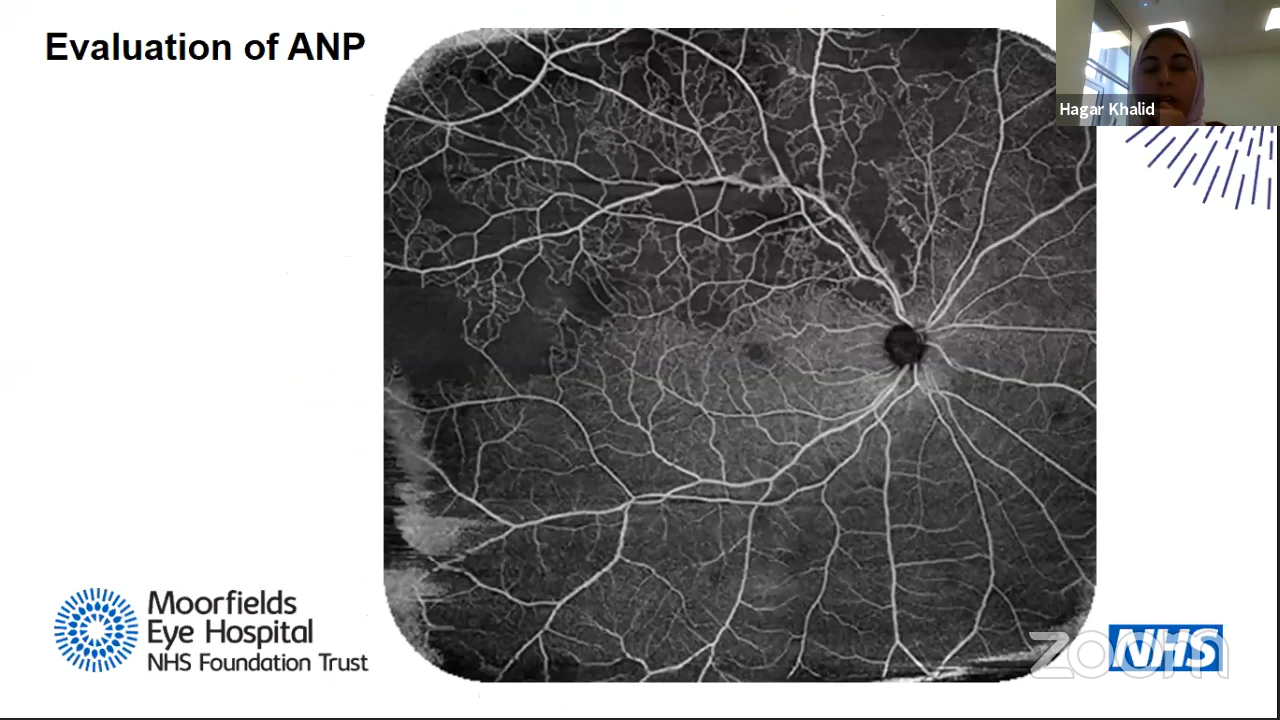 Evaluation of ANP
Hagar Khalid
Moorfields
Eye Hospital
NHS Foundation Trust
zoom
NHS